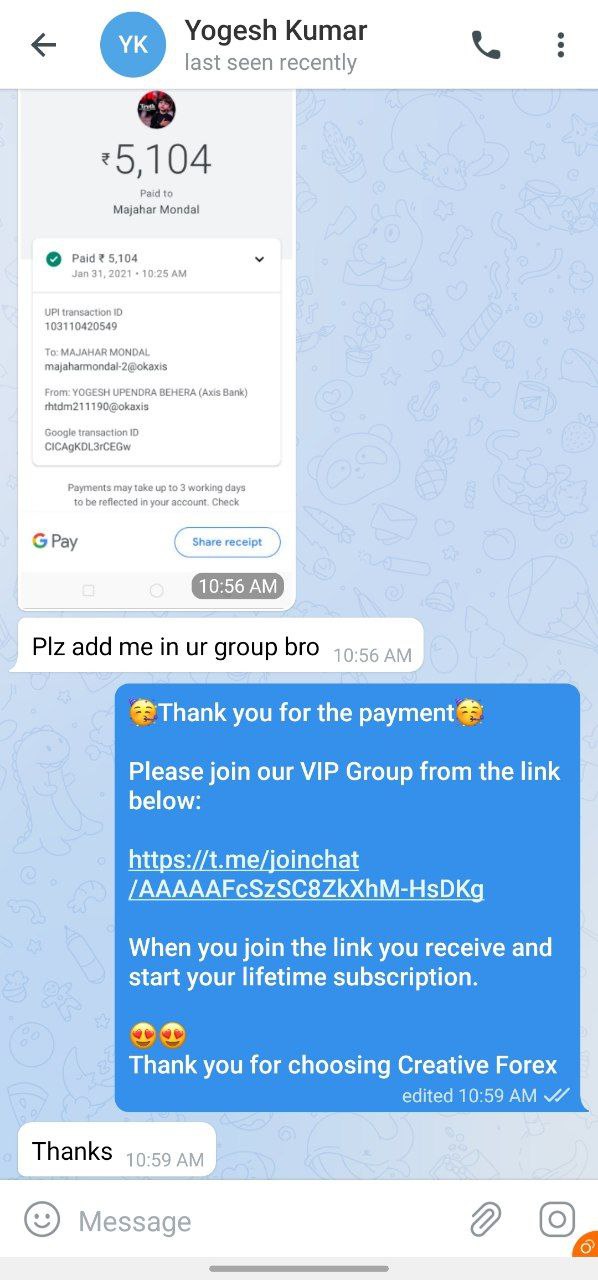 YK
Yogesh Kumar
last seen recently
Truth
₹5,104
Paid to
Majahar Mondal
Paid ₹ 5,104
Jan 31, 2021 • 10:25 AM
UPI transaction ID
103110420549
To: MAJAHAR MONDAL
majaharmondal-2@okaxis
From: YOGESH UPENDRA BEHERA (Axis Bank)
rhtdm211190@okaxis
Google transaction ID
CICAgKDL3rCEGw
Payments may take up to 3 working days
to be reflected in your account. Check
G Pay
Share receipt
10:56 AM
Plz add me in ur group bro 10:56 AM
🥳Thank you for the payment🥳
Please join our VIP Group from the link
below:
https://t.me/joinchat
/AAAAAFcSzSC8ZkXhM-HsDKg
When you join the link you receive and
start your lifetime subscription.
😍😍
Thank you for choosing Creative Forex
edited 10:59 AM
Thanks 10:59 AM
Message